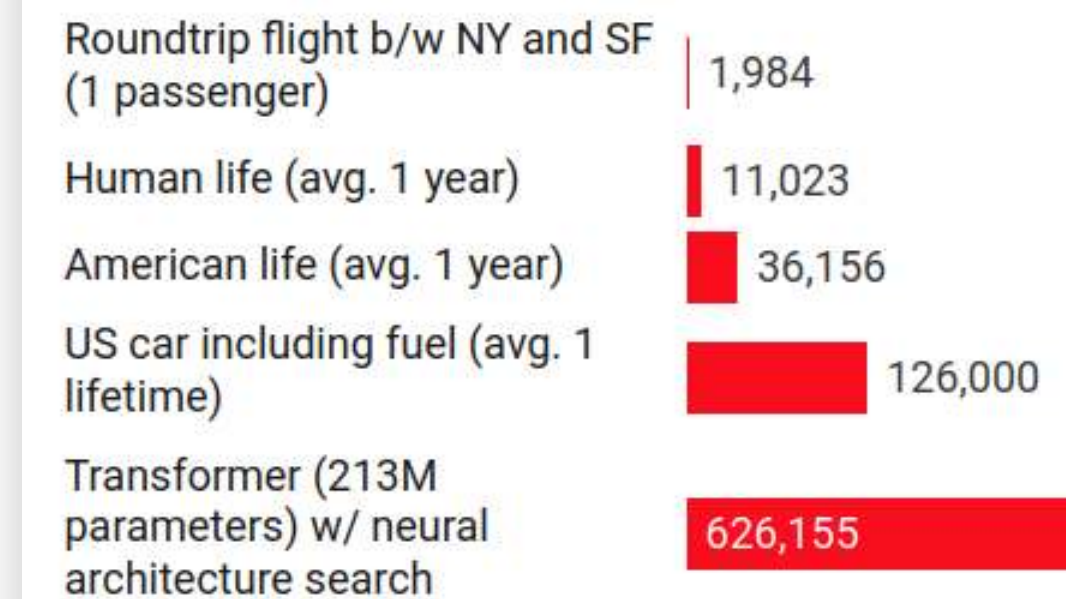 Roundtrip flight b/w NY and SF
(1 passenger)
1,984
Human life (avg. 1 year)
11,023
American life (avg. 1 year)
36,156
US car including fuel (avg. 1
lifetime)
126,000
Transformer (213M
parameters) w/ neural
architecture search
626,155